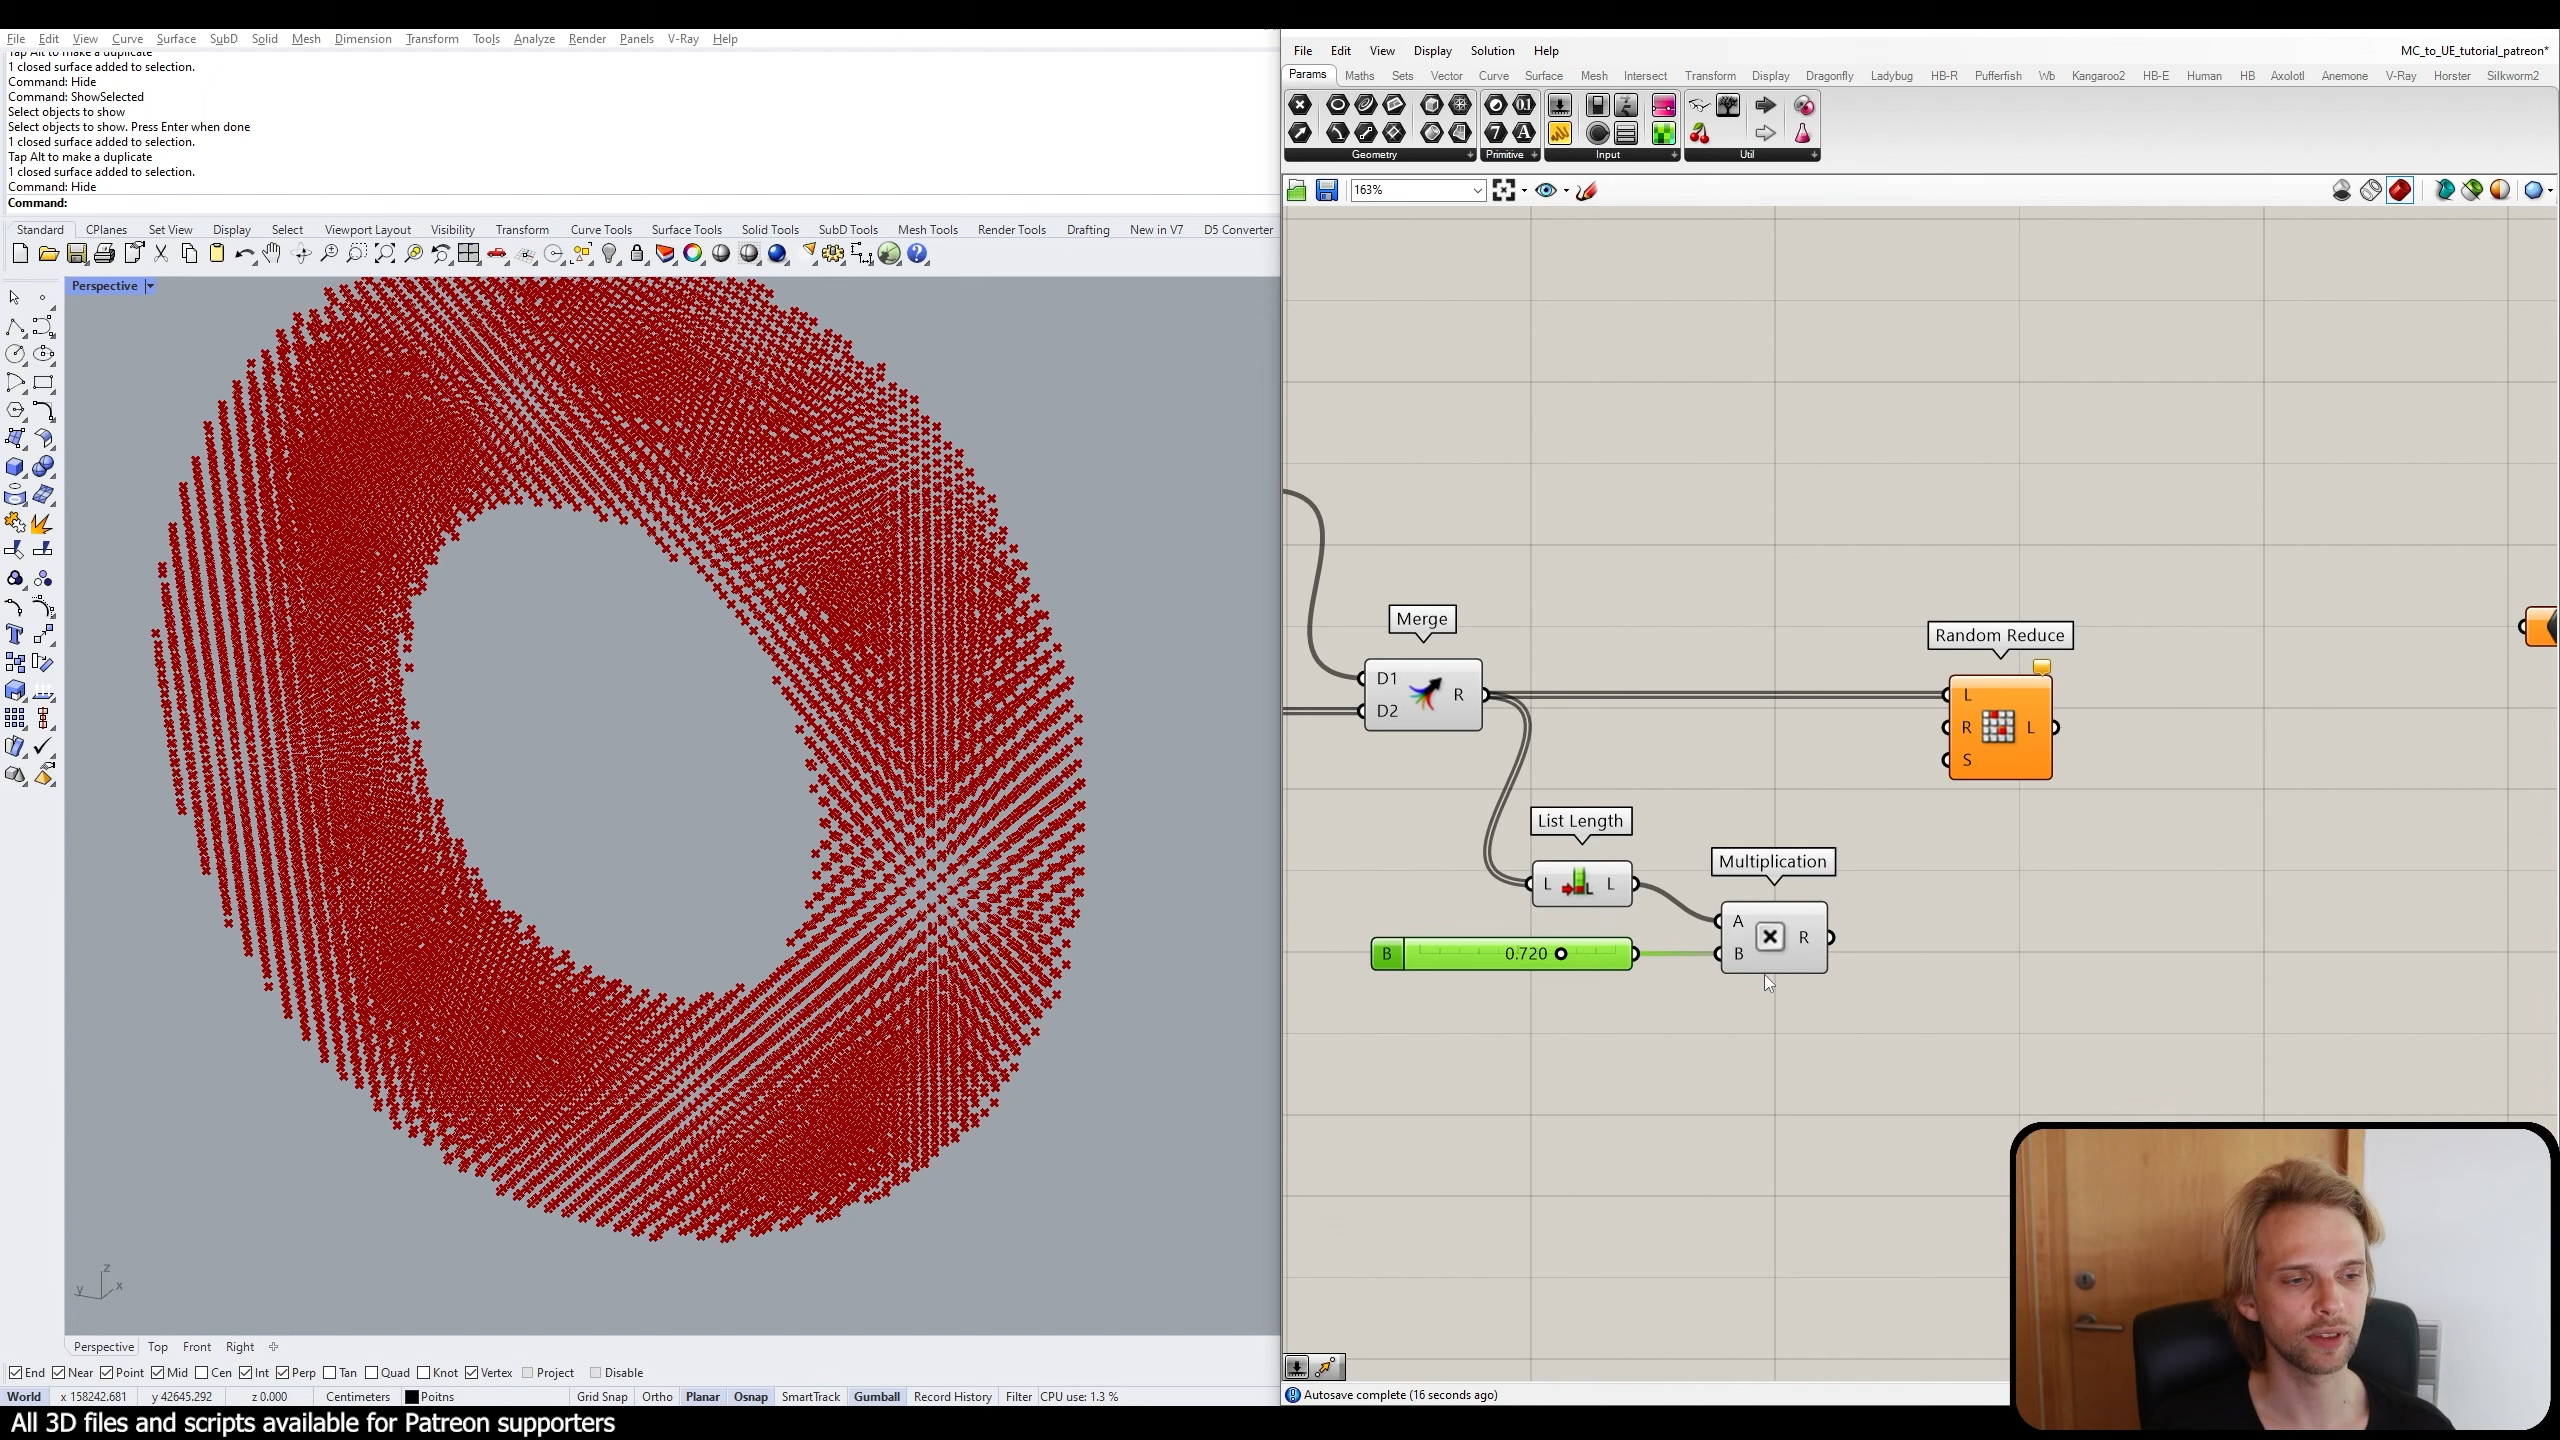 File Edit View Curve Surface SubD Solid Mesh Dimension Transform Tools Analyze Render Panels V-Ray Help
Tap Alt to make a duplicate
1 closed surface added to selection.
Command: Hide
Command: ShowSelected
Select objects to show
Select objects to show. Press Enter when done
1 closed surface added to selection.
Tap Alt to make a duplicate
1 closed surface added to selection.
Command: Hide
Command:
Standard CPlanes Set View Display Select Viewport Layout Visibility Transform Curve Tools Surface Tools Solid Tools SubD Tools Mesh Tools Render Tools Drafting New in V7 D5 Converter
Perspective
z
y x
Perspective Top Front Right
End Near Point Mid Cen Int Perp Tan Quad Knot Vertex Project Disable
World x 158242.681 y 42645.292 z 0.000 Centimeters Poitns Grid Snap Ortho Planar Osnap SmartTrack Gumball Record History Filter CPU use: 1.3 %
All 3D files and scripts available for Patreon supporters
File Edit View Display Solution Help
MC_to_UE_tutorial_patreon*
Params Maths Sets Vector Curve Surface Mesh Intersect Transform Display Dragonfly Ladybug HB-R Pufferfish Wb Kangaroo2 HB-E Human HB Axolotl Anemone V-Ray Horster Silkworm2
Geometry Primitive Input Util
163%
Merge
D1
D2
R
Random Reduce
L
R
S
L
List Length
L L
Multiplication
A
B
R
B 0.720
Autosave complete (16 seconds ago)